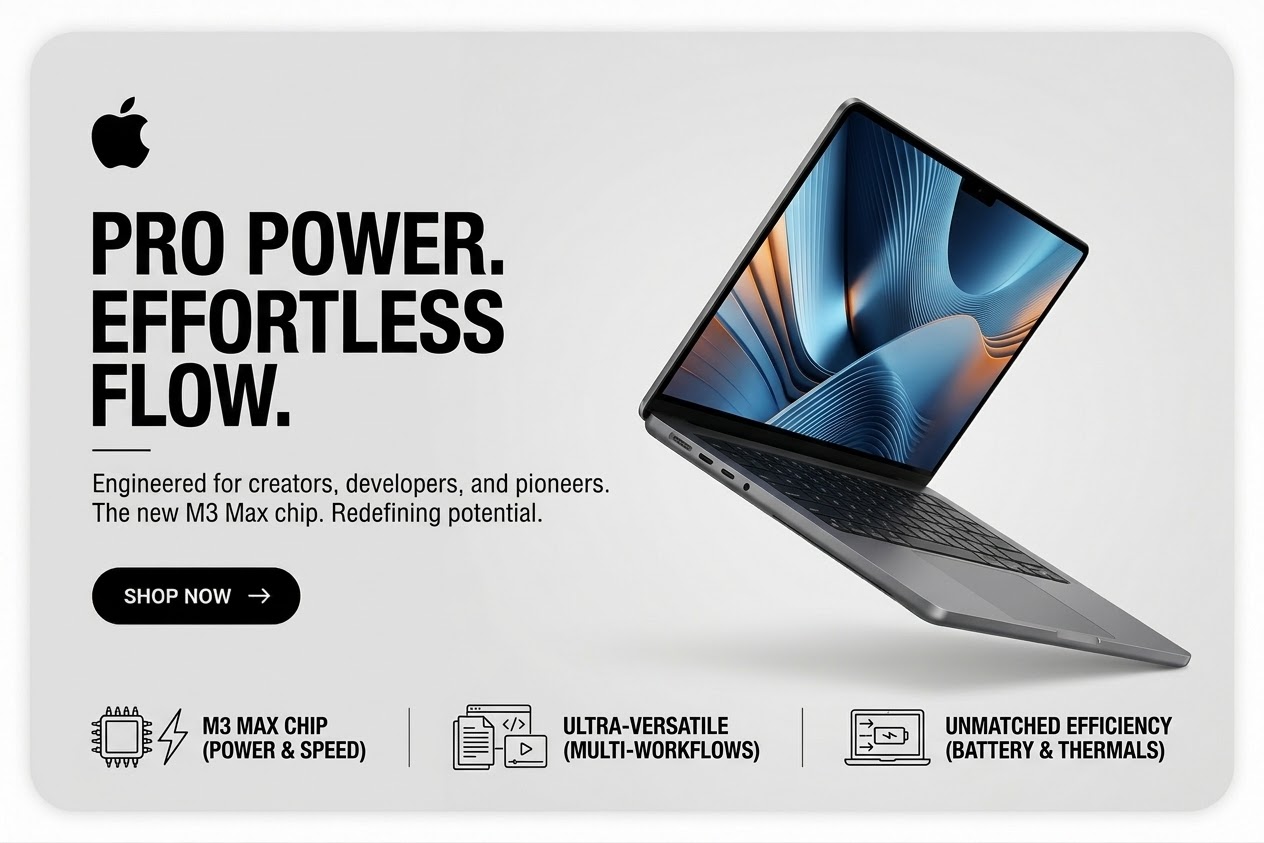 PRO POWER.
EFFORTLESS
FLOW.
Engineered for creators, developers, and pioneers.
The new M3 Max chip. Redefining potential.
SHOP NOW →
M3 MAX CHIP
(POWER & SPEED)
</>
ULTRA-VERSATILE
(MULTI-WORKFLOWS)
UNMATCHED EFFICIENCY
(BATTERY & THERMALS)